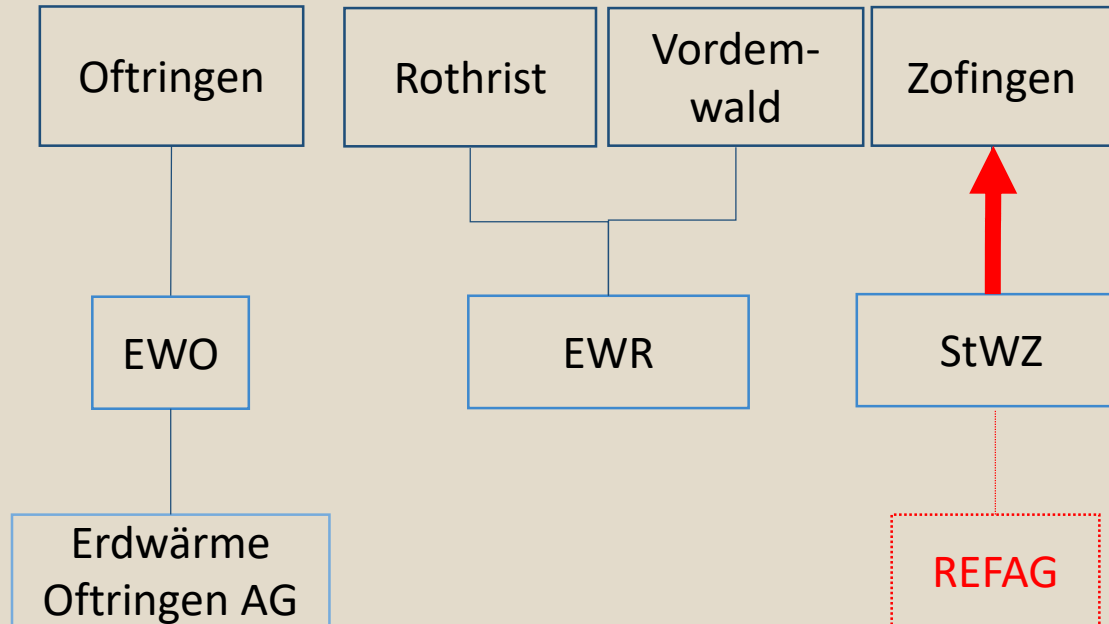 Oftringen
Rothrist
Vordem-
wald
Zofingen
EWO
EWR
StWZ
Erdwärme
Oftringen AG
REFAG